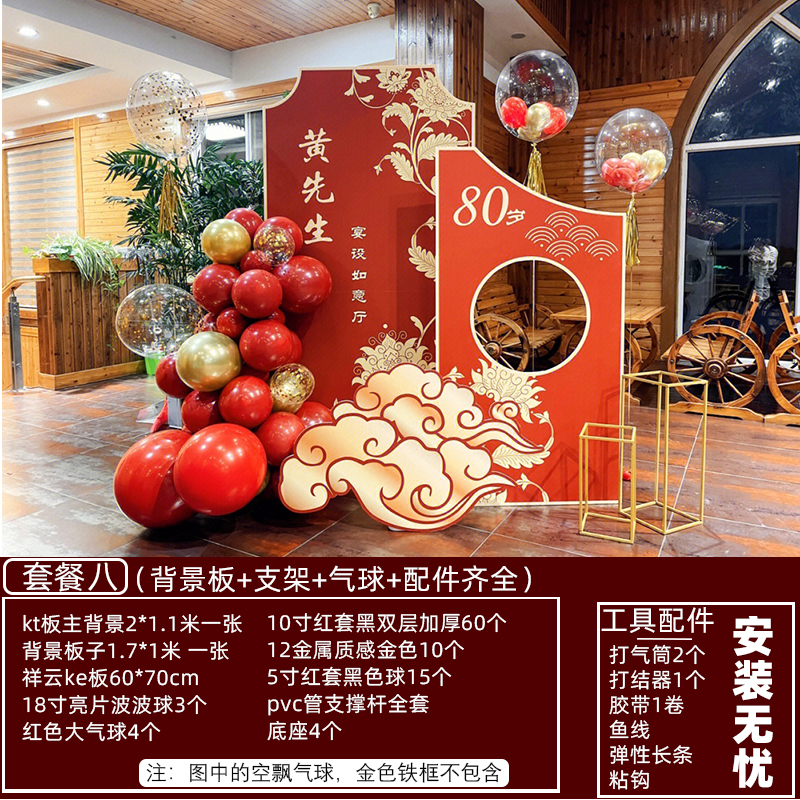 黄先生
宴设如意厅
80岁
套餐八（背景板+支架+气球+配件齐全）
kt板主背景2*1.1米一张
背景板子1.7*1米 一张
祥云ke板60*70cm
18寸亮片波波球3个
红色大气球4个
10寸红套黑双层加厚60个
12金属质感金色10个
5寸红套黑色球15个
pvc管支撑杆全套
底座4个
注：图中的空飘气球，金色铁框不包含
工具配件
打气筒2个
打结器1个
胶带1卷
鱼线
弹性长条
粘钩
安装无忧